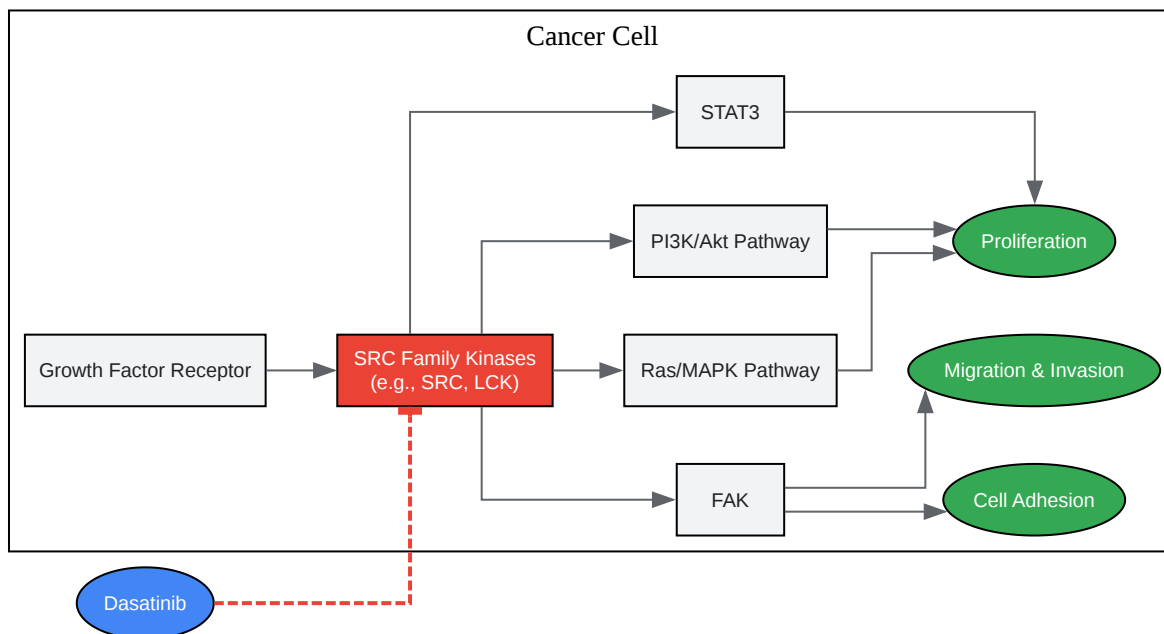 Cancer Cell
STAT3
PI3K/Akt Pathway
Proliferation
Growth Factor Receptor
SRC Family Kinases
(e.g., SRC, LCK)
Ras/MAPK Pathway
Migration & Invasion
FAK
Cell Adhesion
Dasatinib